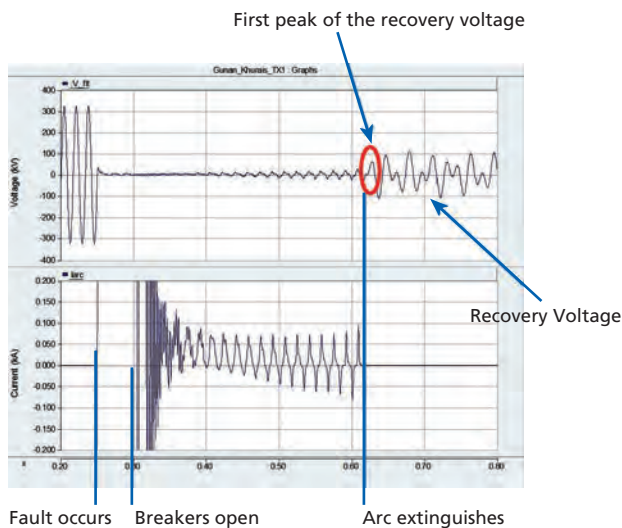 First peak of the recovery voltage
Gunan_Khurais_TX1 : Graphs
V_flt
400
300
200
100
0
-100
-200
-300
-400
Voltage (kV)
Iarc
0.200
0.150
0.100
0.050
0.000
-0.050
-0.100
-0.150
-0.200
Current (kA)
Recovery Voltage
x 0.20 0.30 0.40 0.50 0.60 0.70 0.80
Fault occurs Breakers open Arc extinguishes